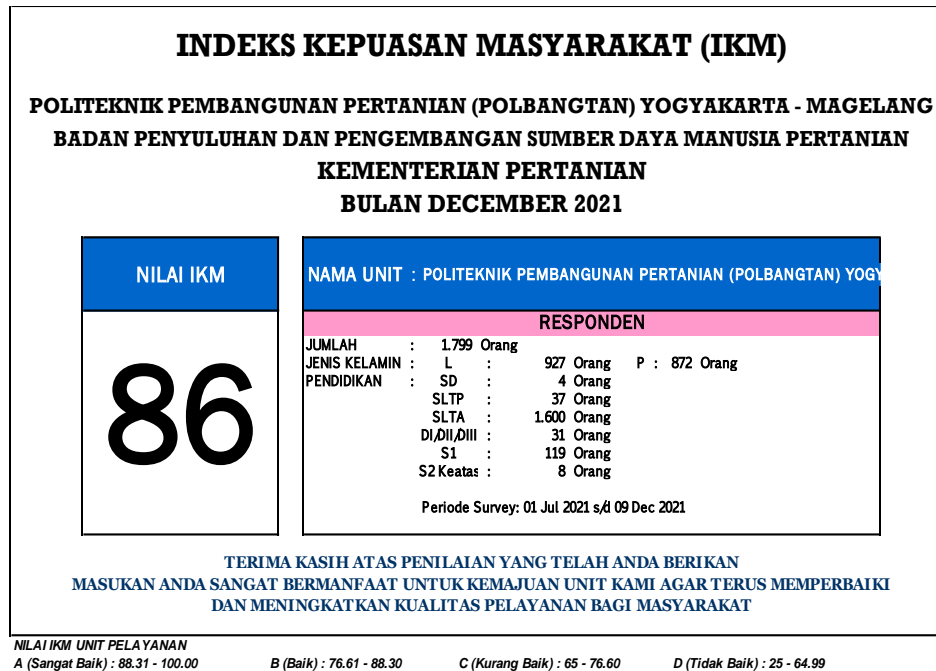 INDEKS KEPUASAN MASYARAKAT (IKM)
POLITEKNIK PEMBANGUNAN PERTANIAN (POLBANGTAN) YOGYAKARTA - MAGELANG
BADAN PENYULUHAN DAN PENGEMBANGAN SUMBER DAYA MANUSIA PERTANIAN
KEMENTERIAN PERTANIAN
BULAN DECEMBER 2021
NILAI IKM
86
NAMA UNIT : POLITEKNIK PEMBANGUNAN PERTANIAN (POLBANGTAN) YOGY
RESPONDEN
JUMLAH : 1.799 Orang
JENIS KELAMIN : L : 927 Orang P : 872 Orang
PENDIDIKAN : SD : 4 Orang
SLTP : 37 Orang
SLTA : 1.600 Orang
DI/DII/DIII : 31 Orang
S1 : 119 Orang
S2 Keatas : 8 Orang
Periode Survey: 01 Jul 2021 s/d 09 Dec 2021
TERIMA KASIH ATAS PENILAIAN YANG TELAH ANDA BERIKAN
MASUKAN ANDA SANGAT BERMANFAAT UNTUK KEMAJUAN UNIT KAMI AGAR TERUS MEMPERBAIKI
DAN MENINGKATKAN KUALITAS PELAYANAN BAGI MASYARAKAT
NILAI IKM UNIT PELAYANAN
A (Sangat Baik) : 88.31 - 100.00 B (Baik) : 76.61 - 88.30 C (Kurang Baik) : 65 - 76.60 D (Tidak Baik) : 25 - 64.99